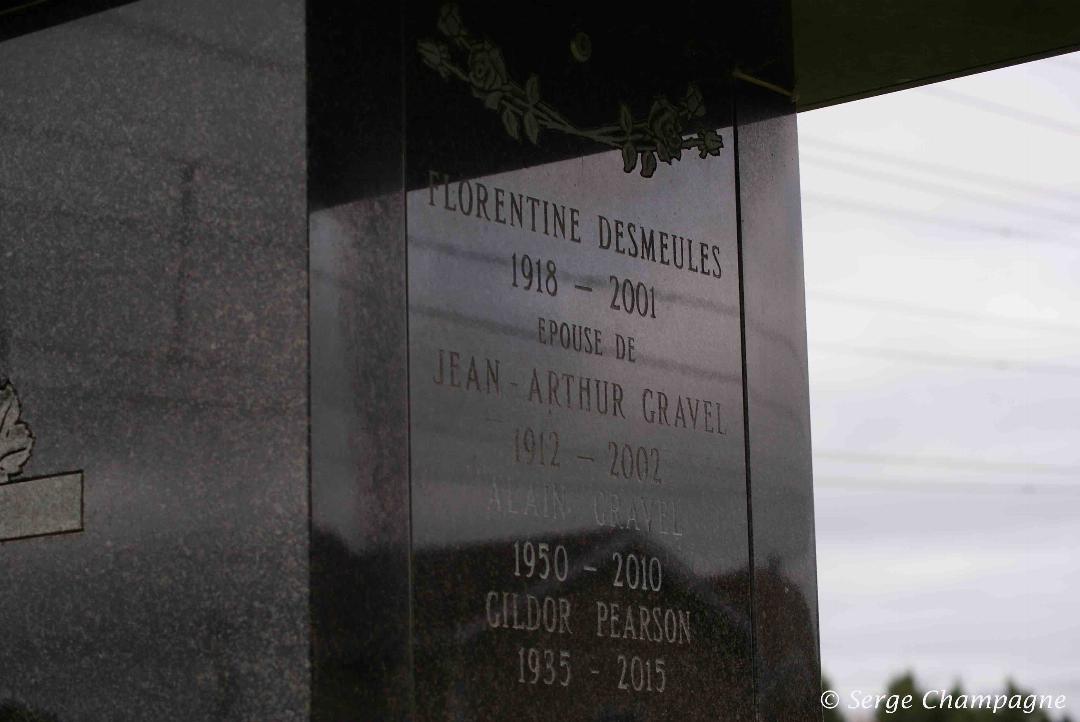 FLORENTINE DESMEULES
1918 - 2001
EPOUSE DE
JEAN-ARTHUR GRAVEL
1912 - 2002
ALAIN GRAVEL
1950 - 2010
GILDOR PEARSON
1935 - 2015
© Serge Champagne